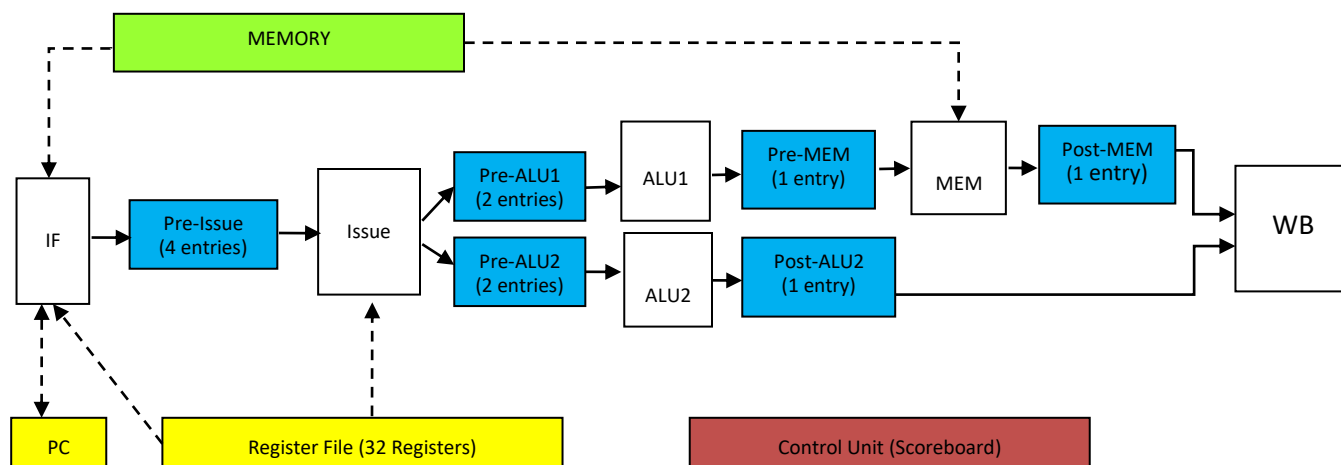 MEMORY
IF
Pre-Issue
(4 entries)
Issue
Pre-ALU1
(2 entries)
Pre-ALU2
(2 entries)
ALU1
ALU2
Pre-MEM
(1 entry)
Post-ALU2
(1 entry)
MEM
Post-MEM
(1 entry)
WB
PC
Register File (32 Registers)
Control Unit (Scoreboard)